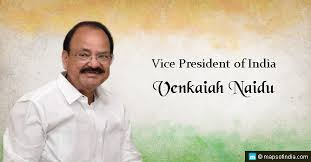 Vice President of India
Venkaiah Naidu
© mapsofindia.com